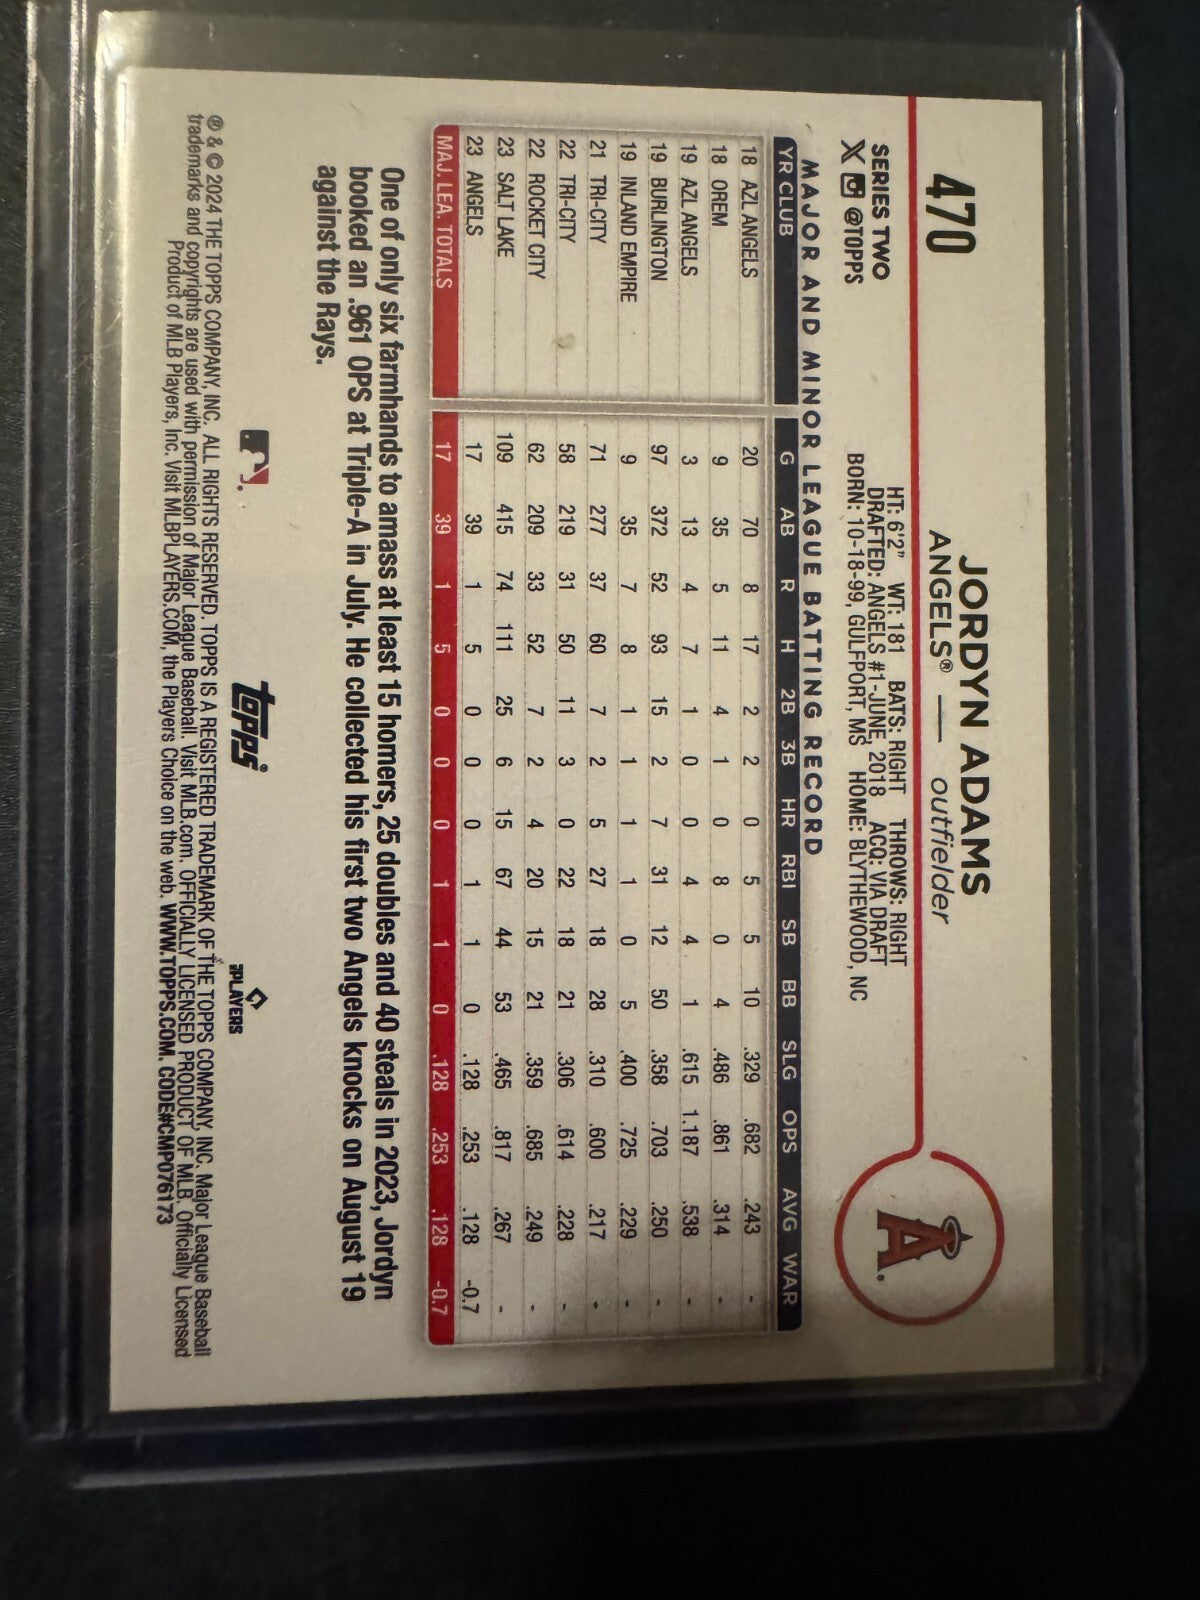 470
JORDYN ADAMS
ANGELS® — outfielder
SERIES TWO
X @TOPPS
HT: 6'2" WT: 181 BATS: RIGHT THROWS: RIGHT
DRAFTED: ANGELS #1-JUNE, 2018 ACQ: VIA DRAFT
BORN: 10-18-99, GULFPORT, MS HOME: BLYTHEWOOD, NC
A
MAJOR AND MINOR LEAGUE BATTING RECORD
YR CLUB G AB R H 2B 3B HR RBI SB BB SLG OPS AVG WAR
18 AZL ANGELS 20 70 8 17 2 2 0 5 5 10 .329 .682 .243 -
18 OREM 9 35 5 11 4 1 0 8 0 4 .486 .861 .314 -
19 AZL ANGELS 3 13 4 7 1 0 0 4 4 1 .615 1.187 .538 -
19 BURLINGTON 97 372 52 93 15 2 7 31 12 50 .358 .703 .250 -
19 INLAND EMPIRE 9 35 7 8 1 1 1 1 0 5 .400 .725 .229 -
21 TRI-CITY 71 277 37 60 7 2 5 27 18 28 .310 .600 .217 -
22 TRI-CITY 58 219 31 50 11 3 0 22 18 21 .306 .614 .228 -
22 ROCKET CITY 62 209 33 52 7 2 4 20 15 21 .359 .685 .249 -
23 SALT LAKE 109 415 74 111 25 6 15 67 44 53 .465 .817 .267 -
23 ANGELS 17 39 1 5 0 0 0 1 1 0 .128 .253 .128 -0.7
MAJ. LEA. TOTALS 17 39 1 5 0 0 0 1 1 0 .128 .253 .128 -0.7
One of only six farmhands to amass at least 15 homers, 25 doubles and 40 steals in 2023, Jordyn
booked an .961 OPS at Triple-A in July. He collected his first two Angels knocks on August 19
against the Rays.
topps®
PLAYERS
® & © 2024 THE TOPPS COMPANY, INC. ALL RIGHTS RESERVED. TOPPS IS A REGISTERED TRADEMARK OF THE TOPPS COMPANY, INC. Major League Baseball
trademarks and copyrights are used with permission of Major League Baseball. Visit MLB.com. OFFICIALLY LICENSED PRODUCT OF MLB. Officially Licensed
Product of MLB Players, Inc. Visit MLBPLAYERS.COM, the Players Choice on the web. WWW.TOPPS.COM. CODE#CMP076173